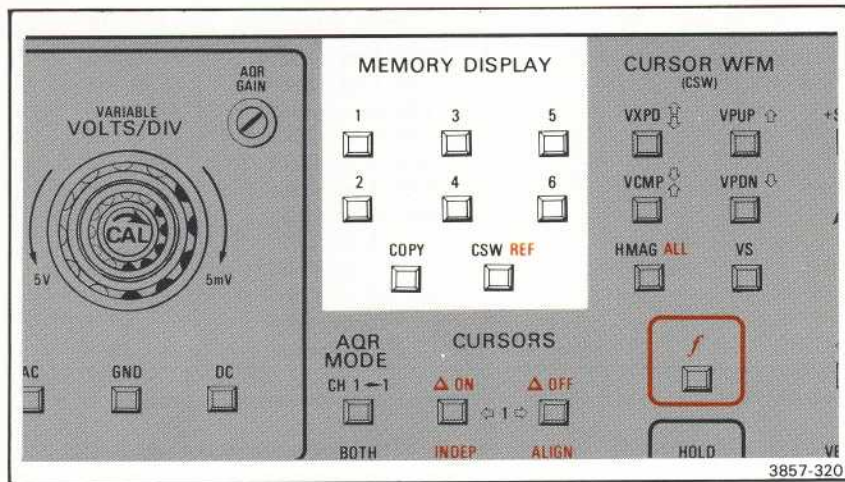 AQR
GAIN
VARIABLE
VOLTS/DIV
CAL
5V
5mV
AC
GND
DC
MEMORY DISPLAY
1 3 5
2 4 6
COPY CSW REF
AQR
MODE
CH 1←1
BOTH
CURSORS
Δ ON Δ OFF
⇦ 1 ⇨
INDEP ALIGN
CURSOR WFM
(CSW)
VXPD VPUP ⇧
VCMP VPDN ⇩
HMAG ALL VS
f
HOLD
3857-320